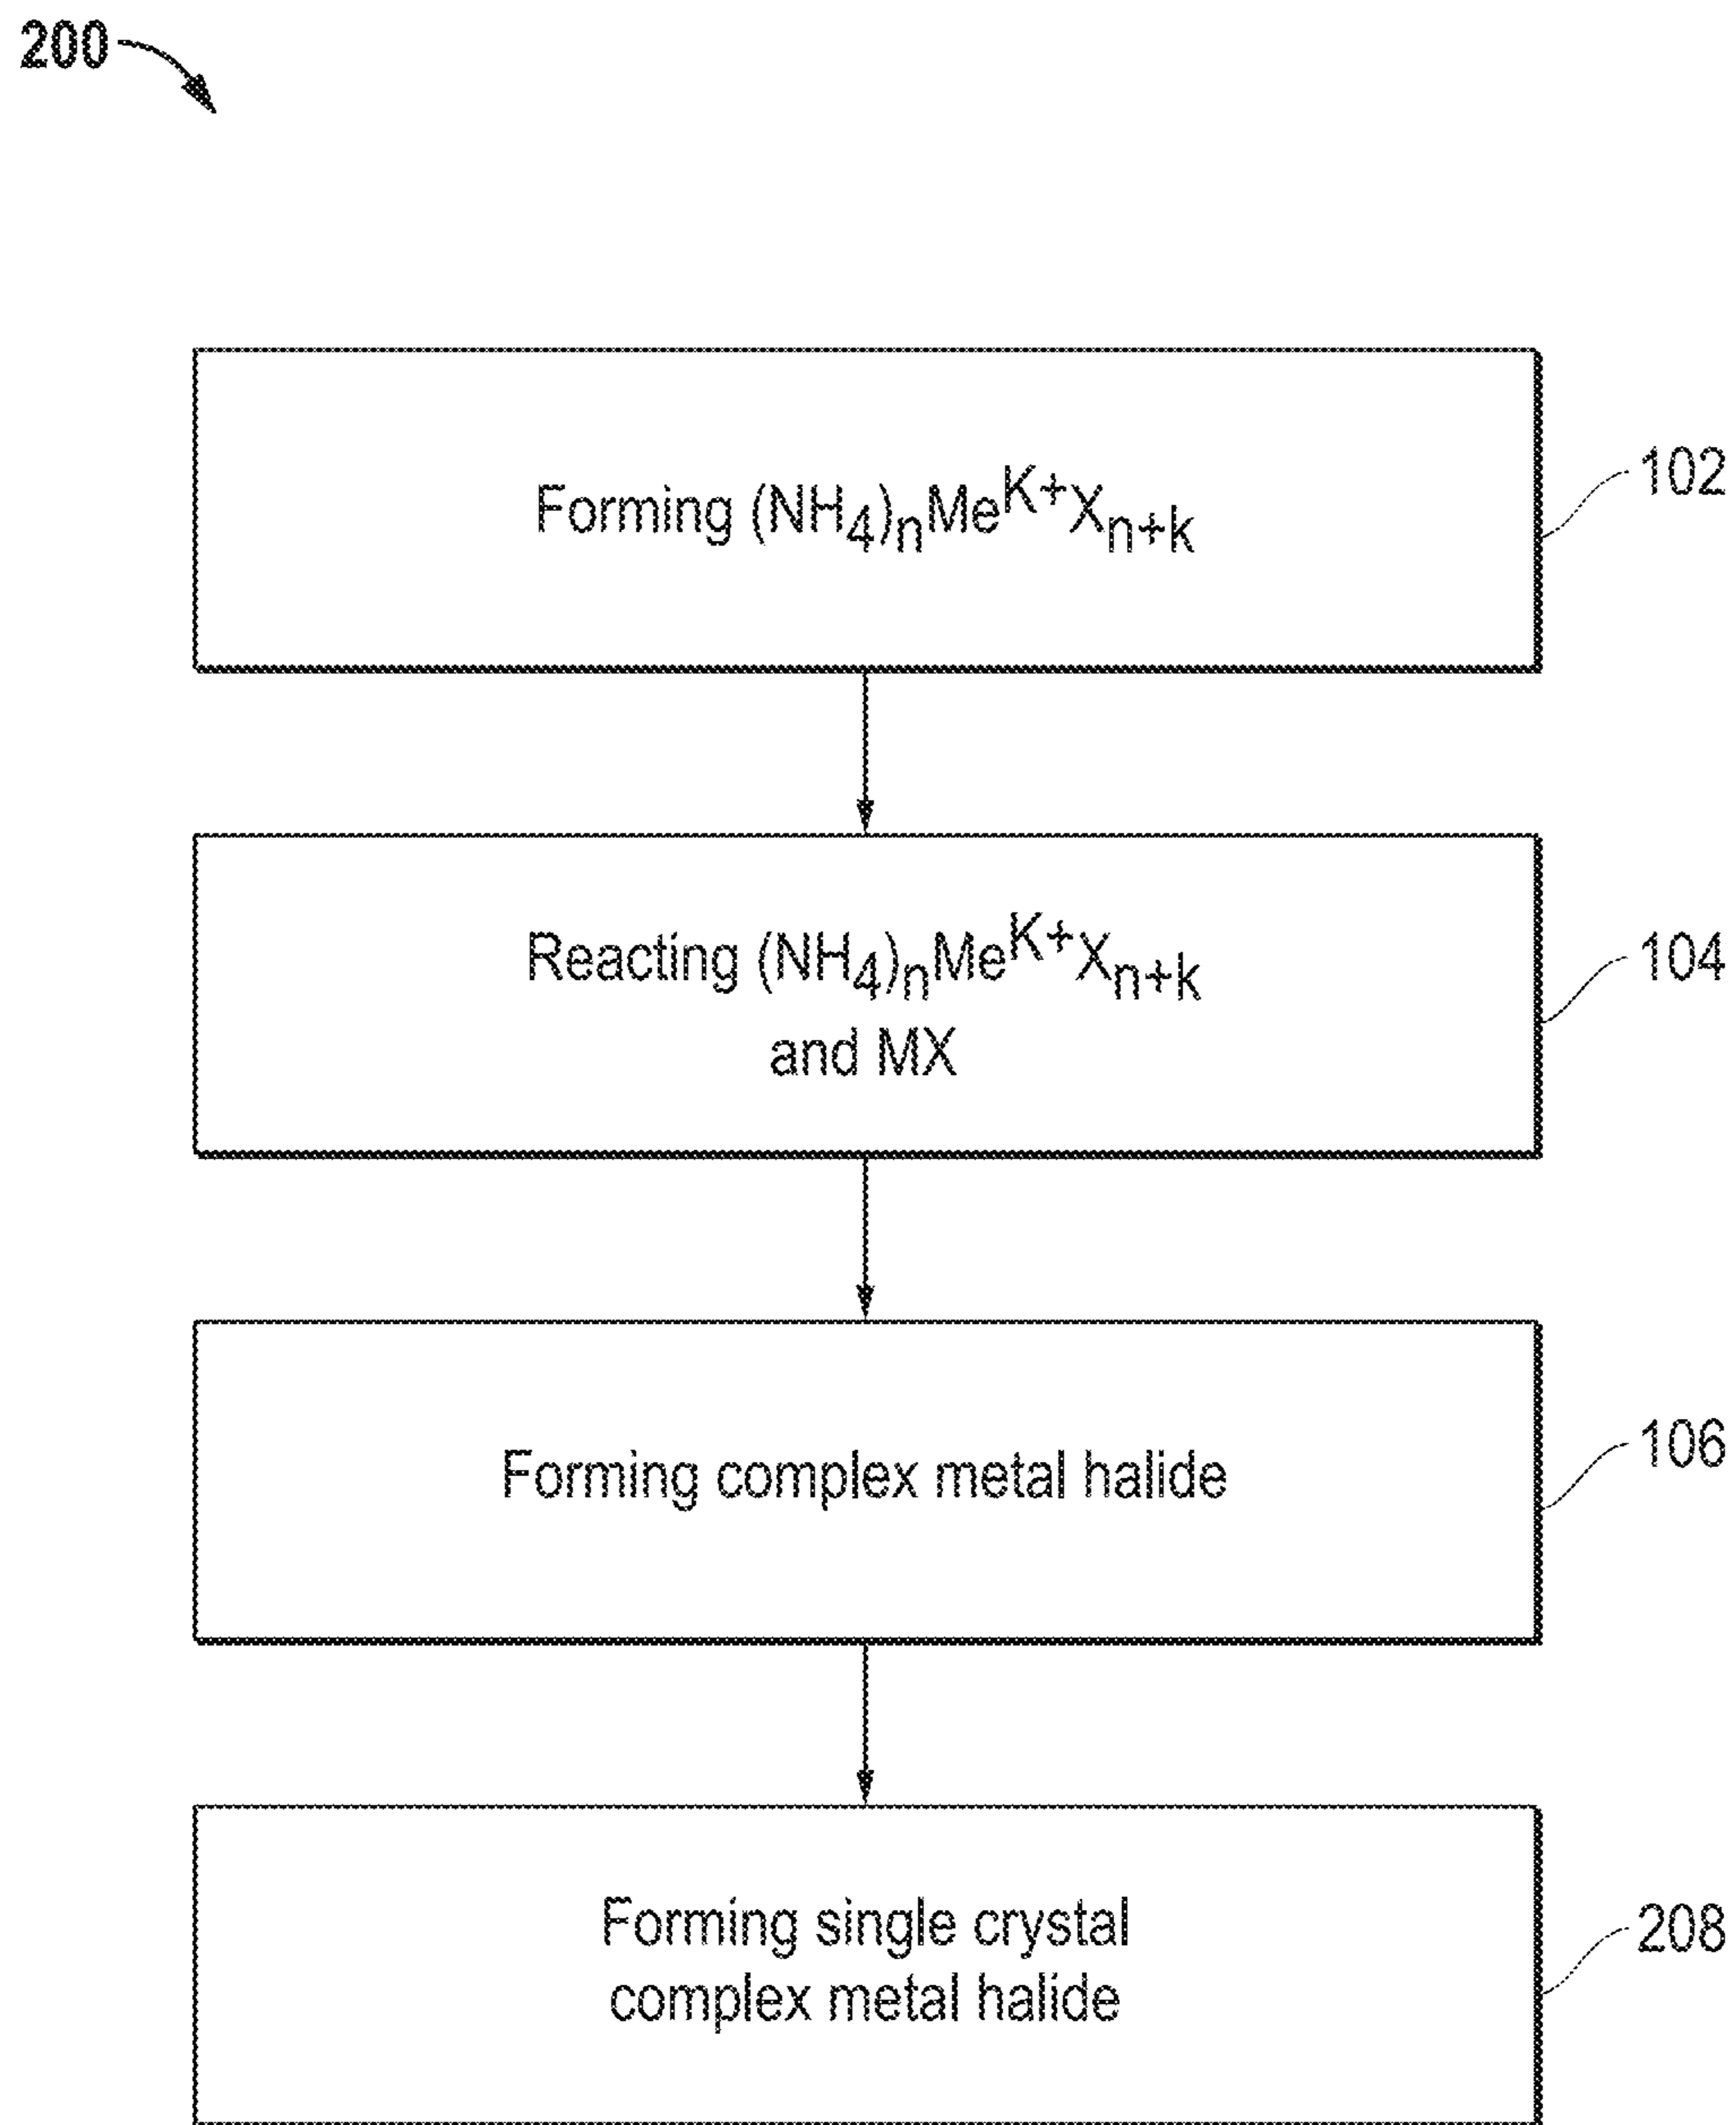 200
Forming (NH₄)ₙMeᴷ⁺Xₙ₊ₖ
102
Reacting (NH₄)ₙMeᴷ⁺Xₙ₊ₖ
and MX
104
Forming complex metal halide
106
Forming single crystal
complex metal halide
208